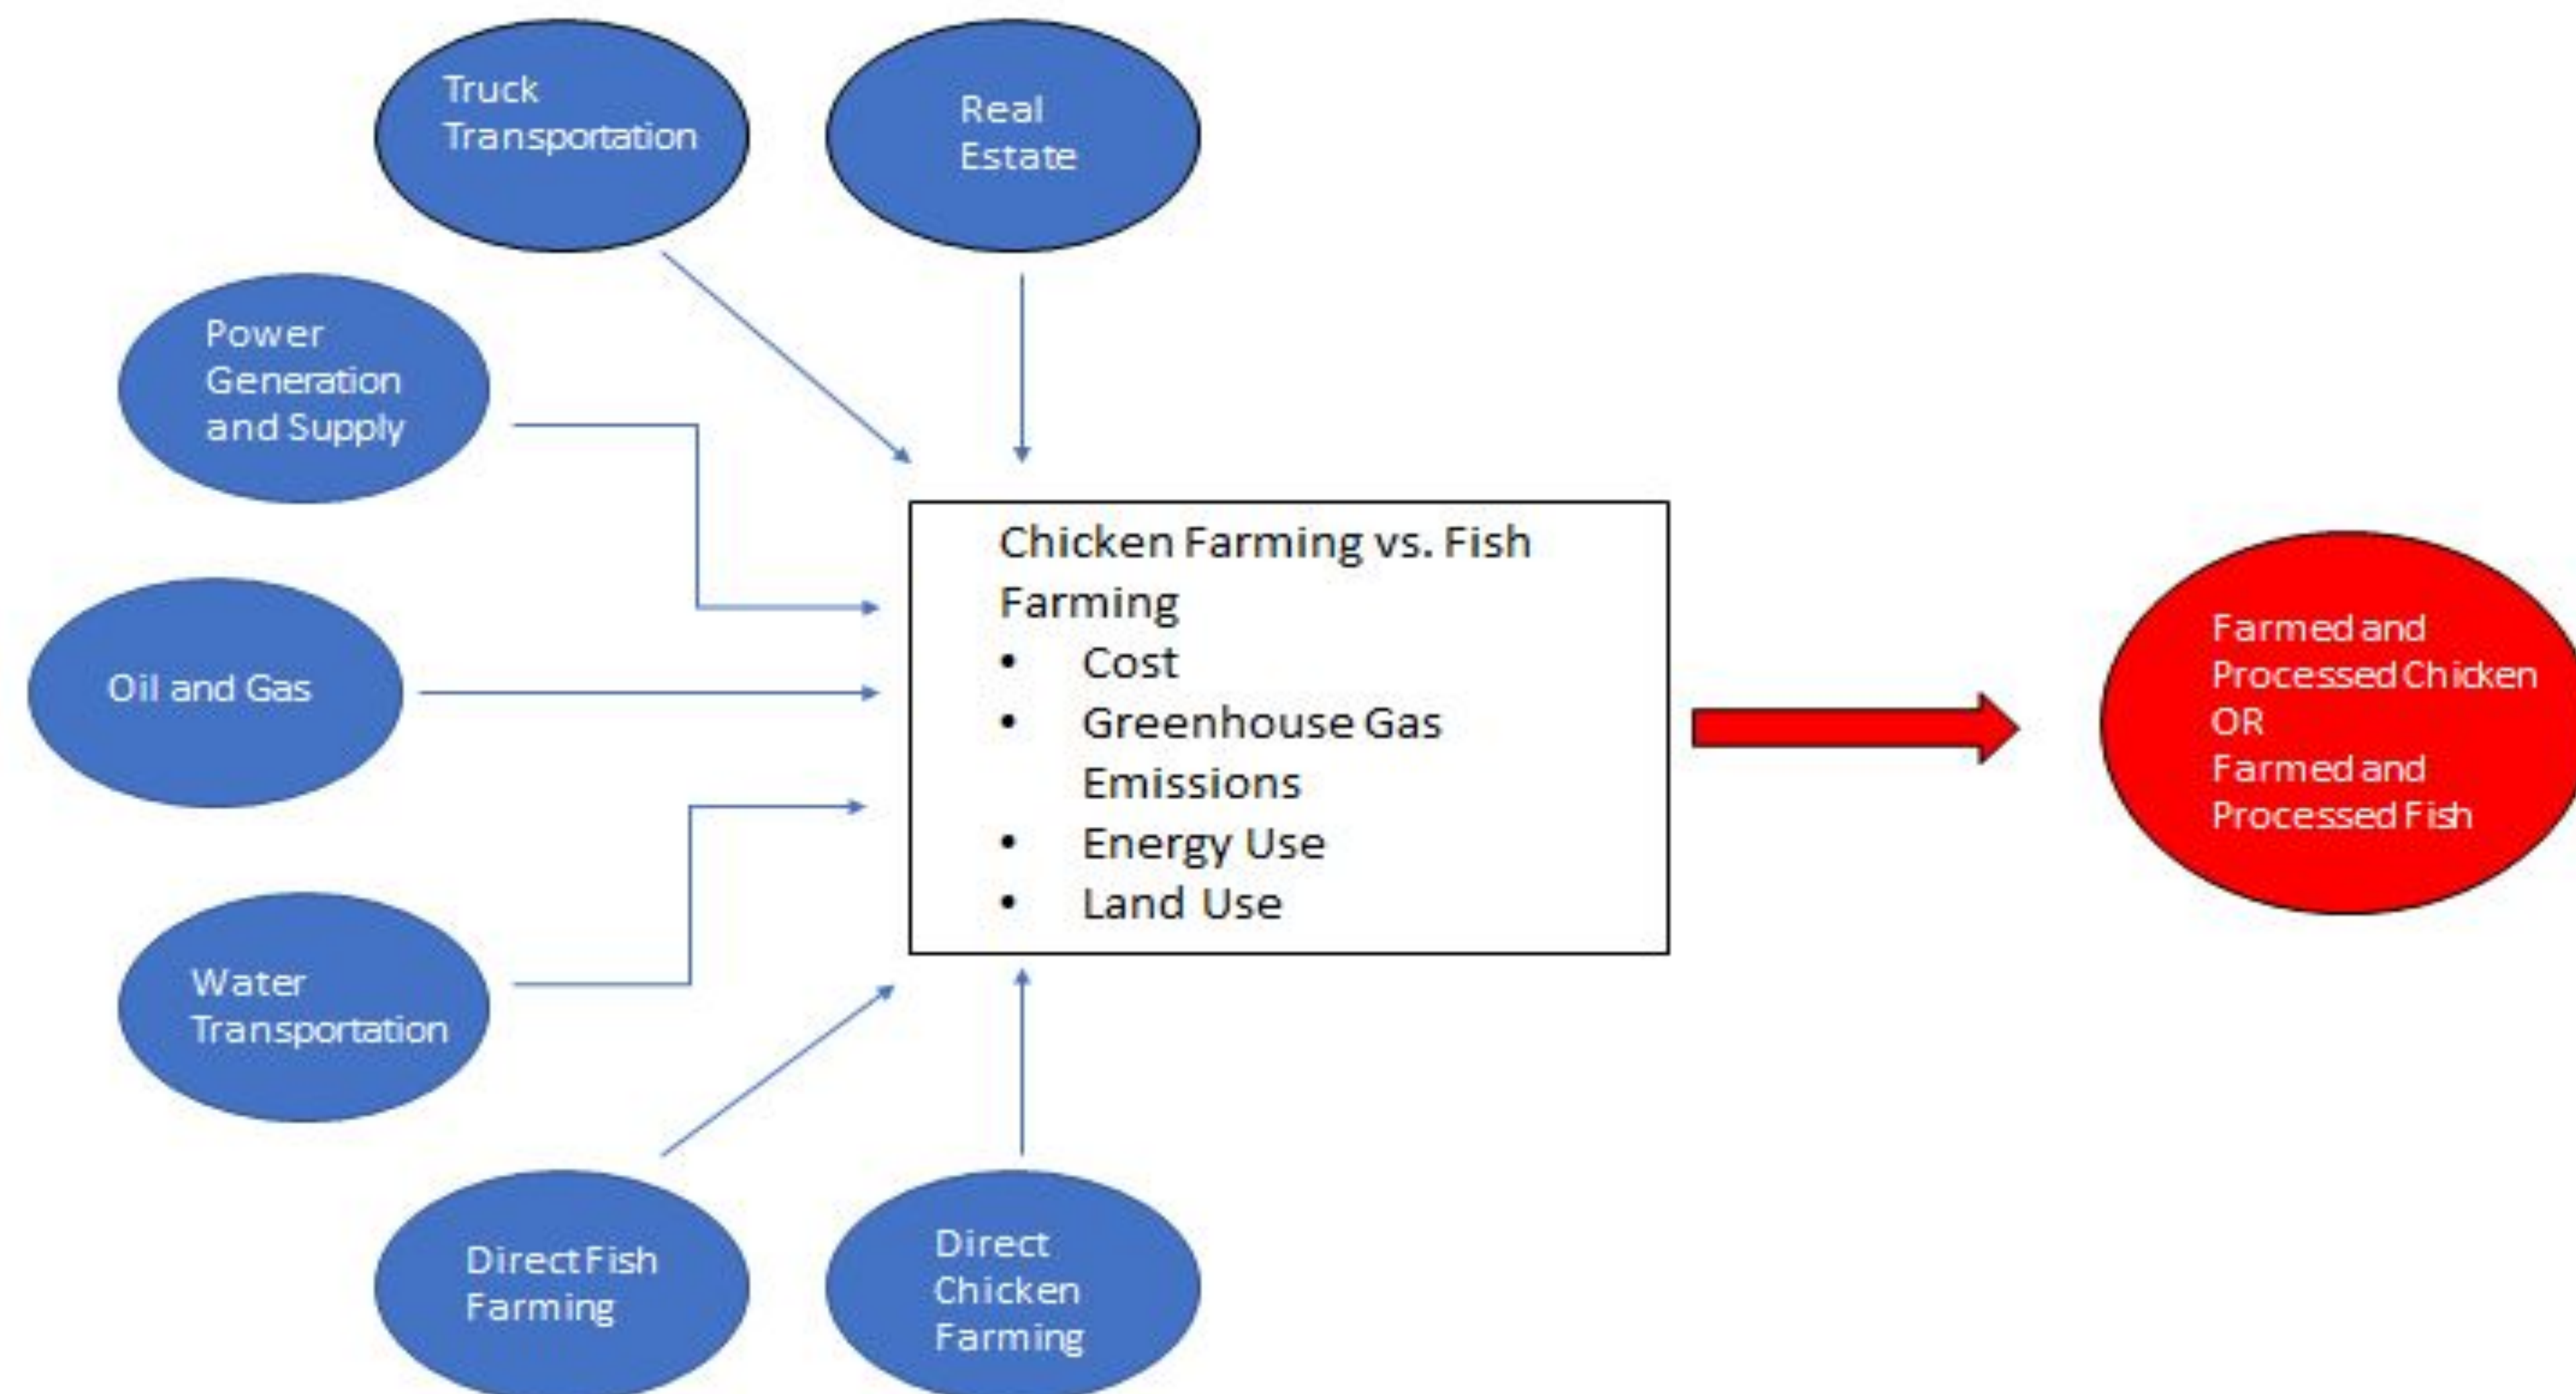 Truck
Transportation
Real
Estate
Power
Generation
and Supply
Oil and Gas
Water
Transportation
Direct Fish
Farming
Direct
Chicken
Farming
Chicken Farming vs. Fish
Farming
• Cost
• Greenhouse Gas
Emissions
• Energy Use
• Land Use
Farmed and
Processed Chicken
OR
Farmed and
Processed Fish